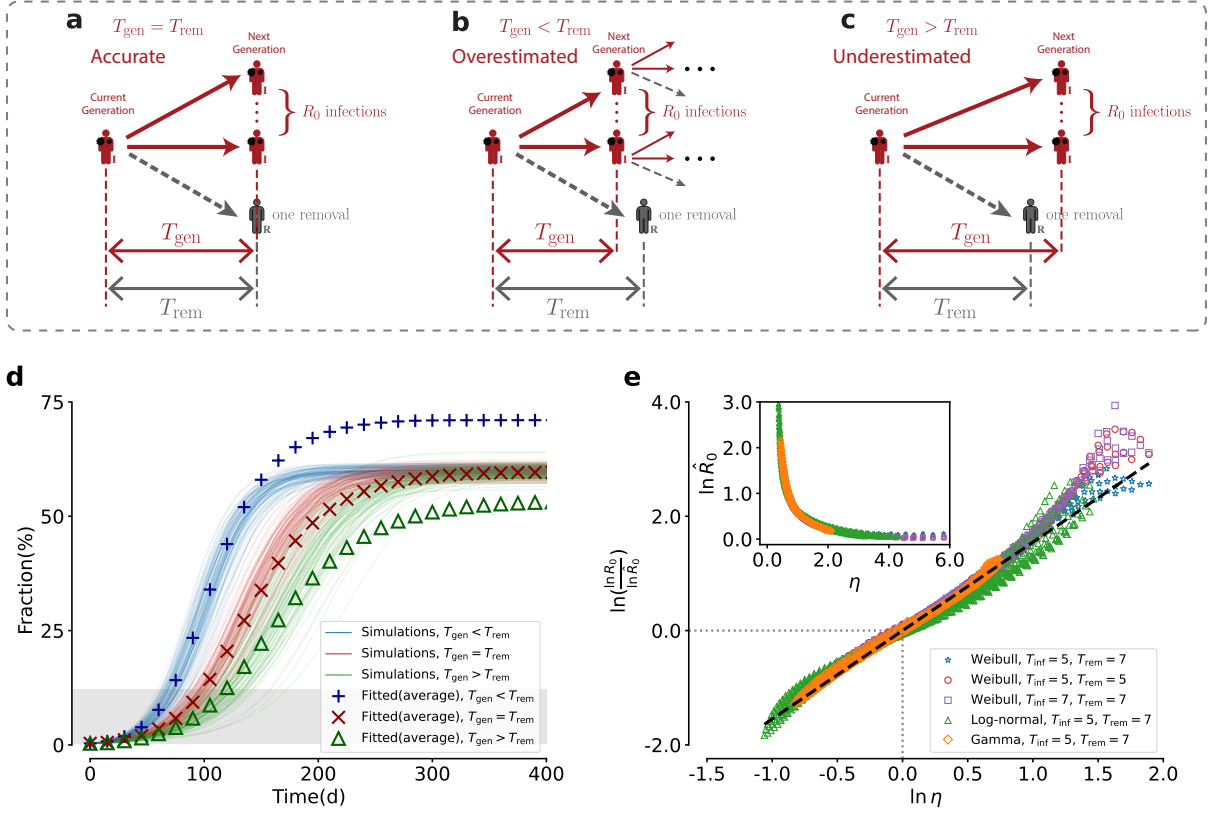 a
T_gen = T_rem
Accurate
Next
Generation
Current
Generation
I
R_0 infections
I
I
one removal
R
T_gen
T_rem
b
T_gen < T_rem
Overestimated
Next
Generation
Current
Generation
I
R_0 infections
I
I
one removal
R
T_gen
T_rem
c
T_gen > T_rem
Underestimated
Next
Generation
Current
Generation
I
R_0 infections
I
I
one removal
R
T_gen
T_rem
d
Fraction(%)
75
50
25
0
0
100
200
300
400
Time(d)
Simulations, T_gen < T_rem
Simulations, T_gen = T_rem
Simulations, T_gen > T_rem
Fitted(average), T_gen < T_rem
Fitted(average), T_gen = T_rem
Fitted(average), T_gen > T_rem
e
ln(ln R_0 / ln R̂_0)
4.0
2.0
0.0
-2.0
-1.5
-1.0
-0.5
0.0
0.5
1.0
1.5
2.0
ln η
ln R̂_0
3.0
2.0
1.0
0.0
0.0
2.0
4.0
6.0
η
Weibull, T_inf = 5, T_rem = 7
Weibull, T_inf = 5, T_rem = 5
Weibull, T_inf = 7, T_rem = 7
Log-normal, T_inf = 5, T_rem = 7
Gamma, T_inf = 5, T_rem = 7